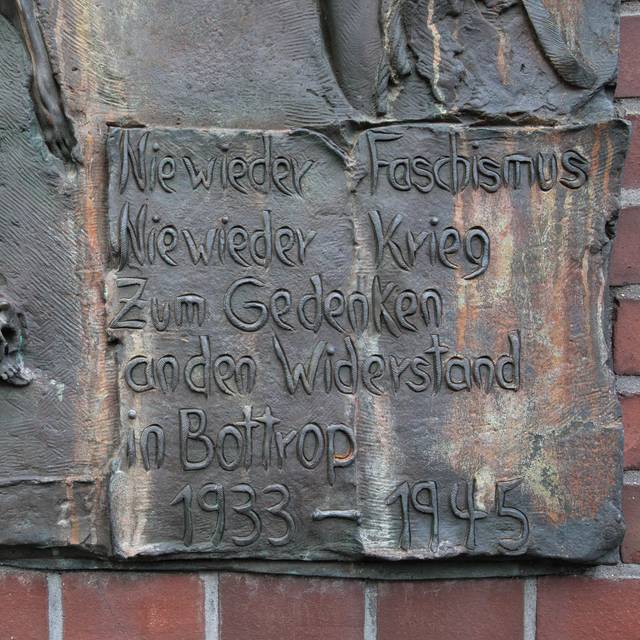 Nie wieder Faschismus
Nie wieder Krieg
Zum Gedenken
an den Widerstand
in Bottrop
1933 – 1945